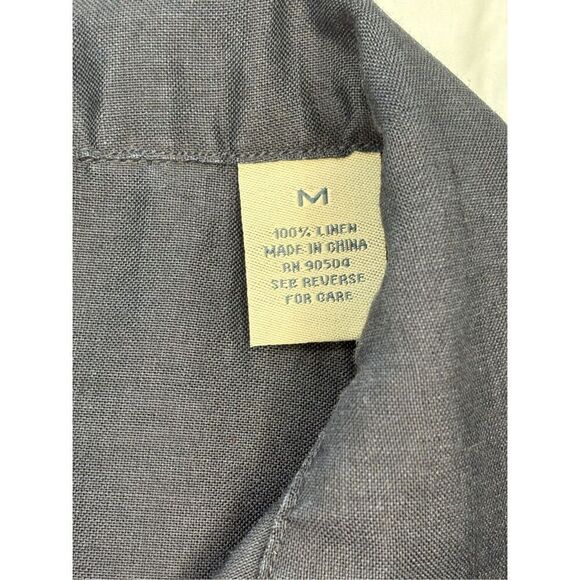 M
100% LINEN
MADE IN CHINA
RN 90504
SEE REVERSE
FOR CARE